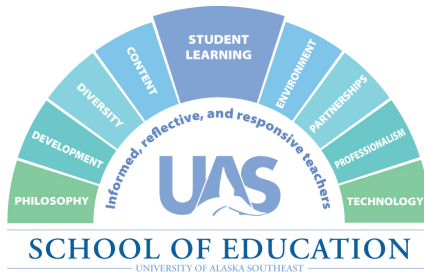 STUDENT
LEARNING
CONTENT
ENVIRONMENT
DIVERSITY
PARTNERSHIPS
DEVELOPMENT
PROFESSIONALISM
PHILOSOPHY
TECHNOLOGY
Informed, reflective, and responsive teachers
UAS
SCHOOL OF EDUCATION
UNIVERSITY OF ALASKA SOUTHEAST